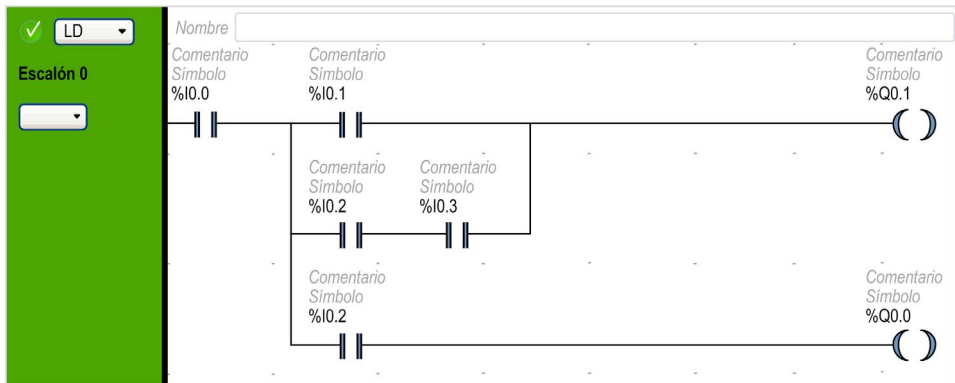 LD
Nombre
Escalón 0
Comentario Comentario Comentario
Símbolo Símbolo Símbolo
%I0.0 %I0.1 %Q0.1
Comentario Comentario
Símbolo Símbolo
%I0.2 %I0.3
Comentario Comentario
Símbolo Símbolo
%I0.2 %Q0.0